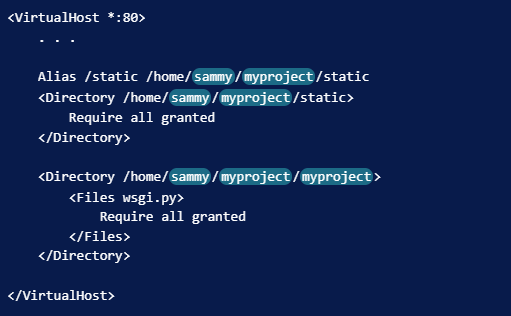 <VirtualHost *:80>
. . .
Alias /static /home/sammy/myproject/static
<Directory /home/sammy/myproject/static>
Require all granted
</Directory>
<Directory /home/sammy/myproject/myproject>
<Files wsgi.py>
Require all granted
</Files>
</Directory>
</VirtualHost>